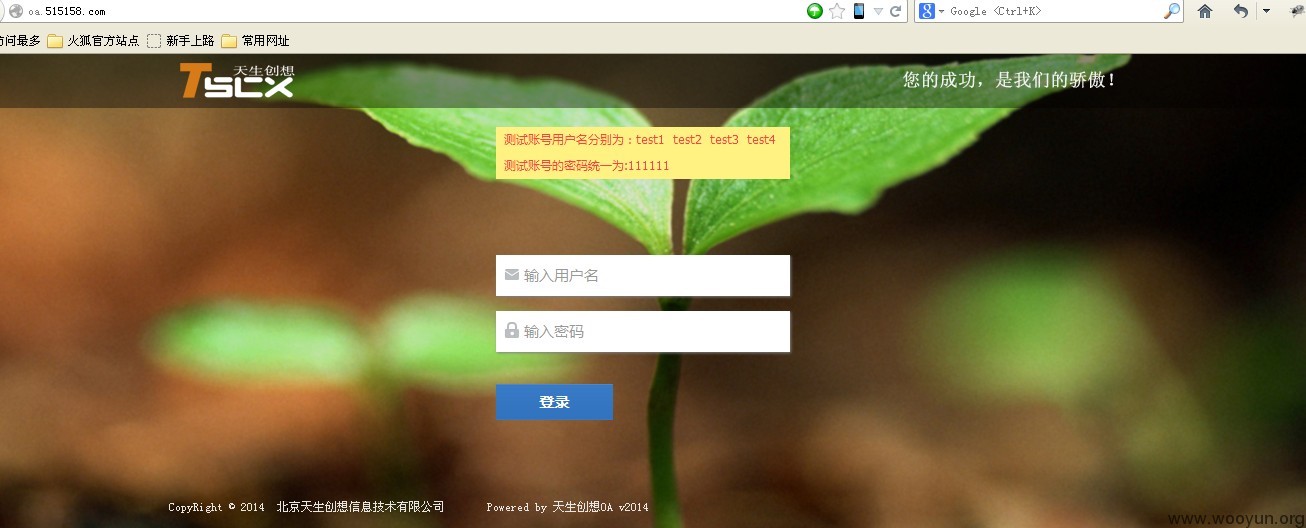 oa.515158.com
Google <Ctrl+K>
访问最多 火狐官方站点 新手上路 常用网址
TSCX 天生创想
您的成功，是我们的骄傲！
测试账号用户名分别为：test1 test2 test3 test4
测试账号的密码统一为:111111
输入用户名
输入密码
登录
CopyRight © 2014 北京天生创想信息技术有限公司 Powered by 天生创想OA v2014
www.wooyun.org